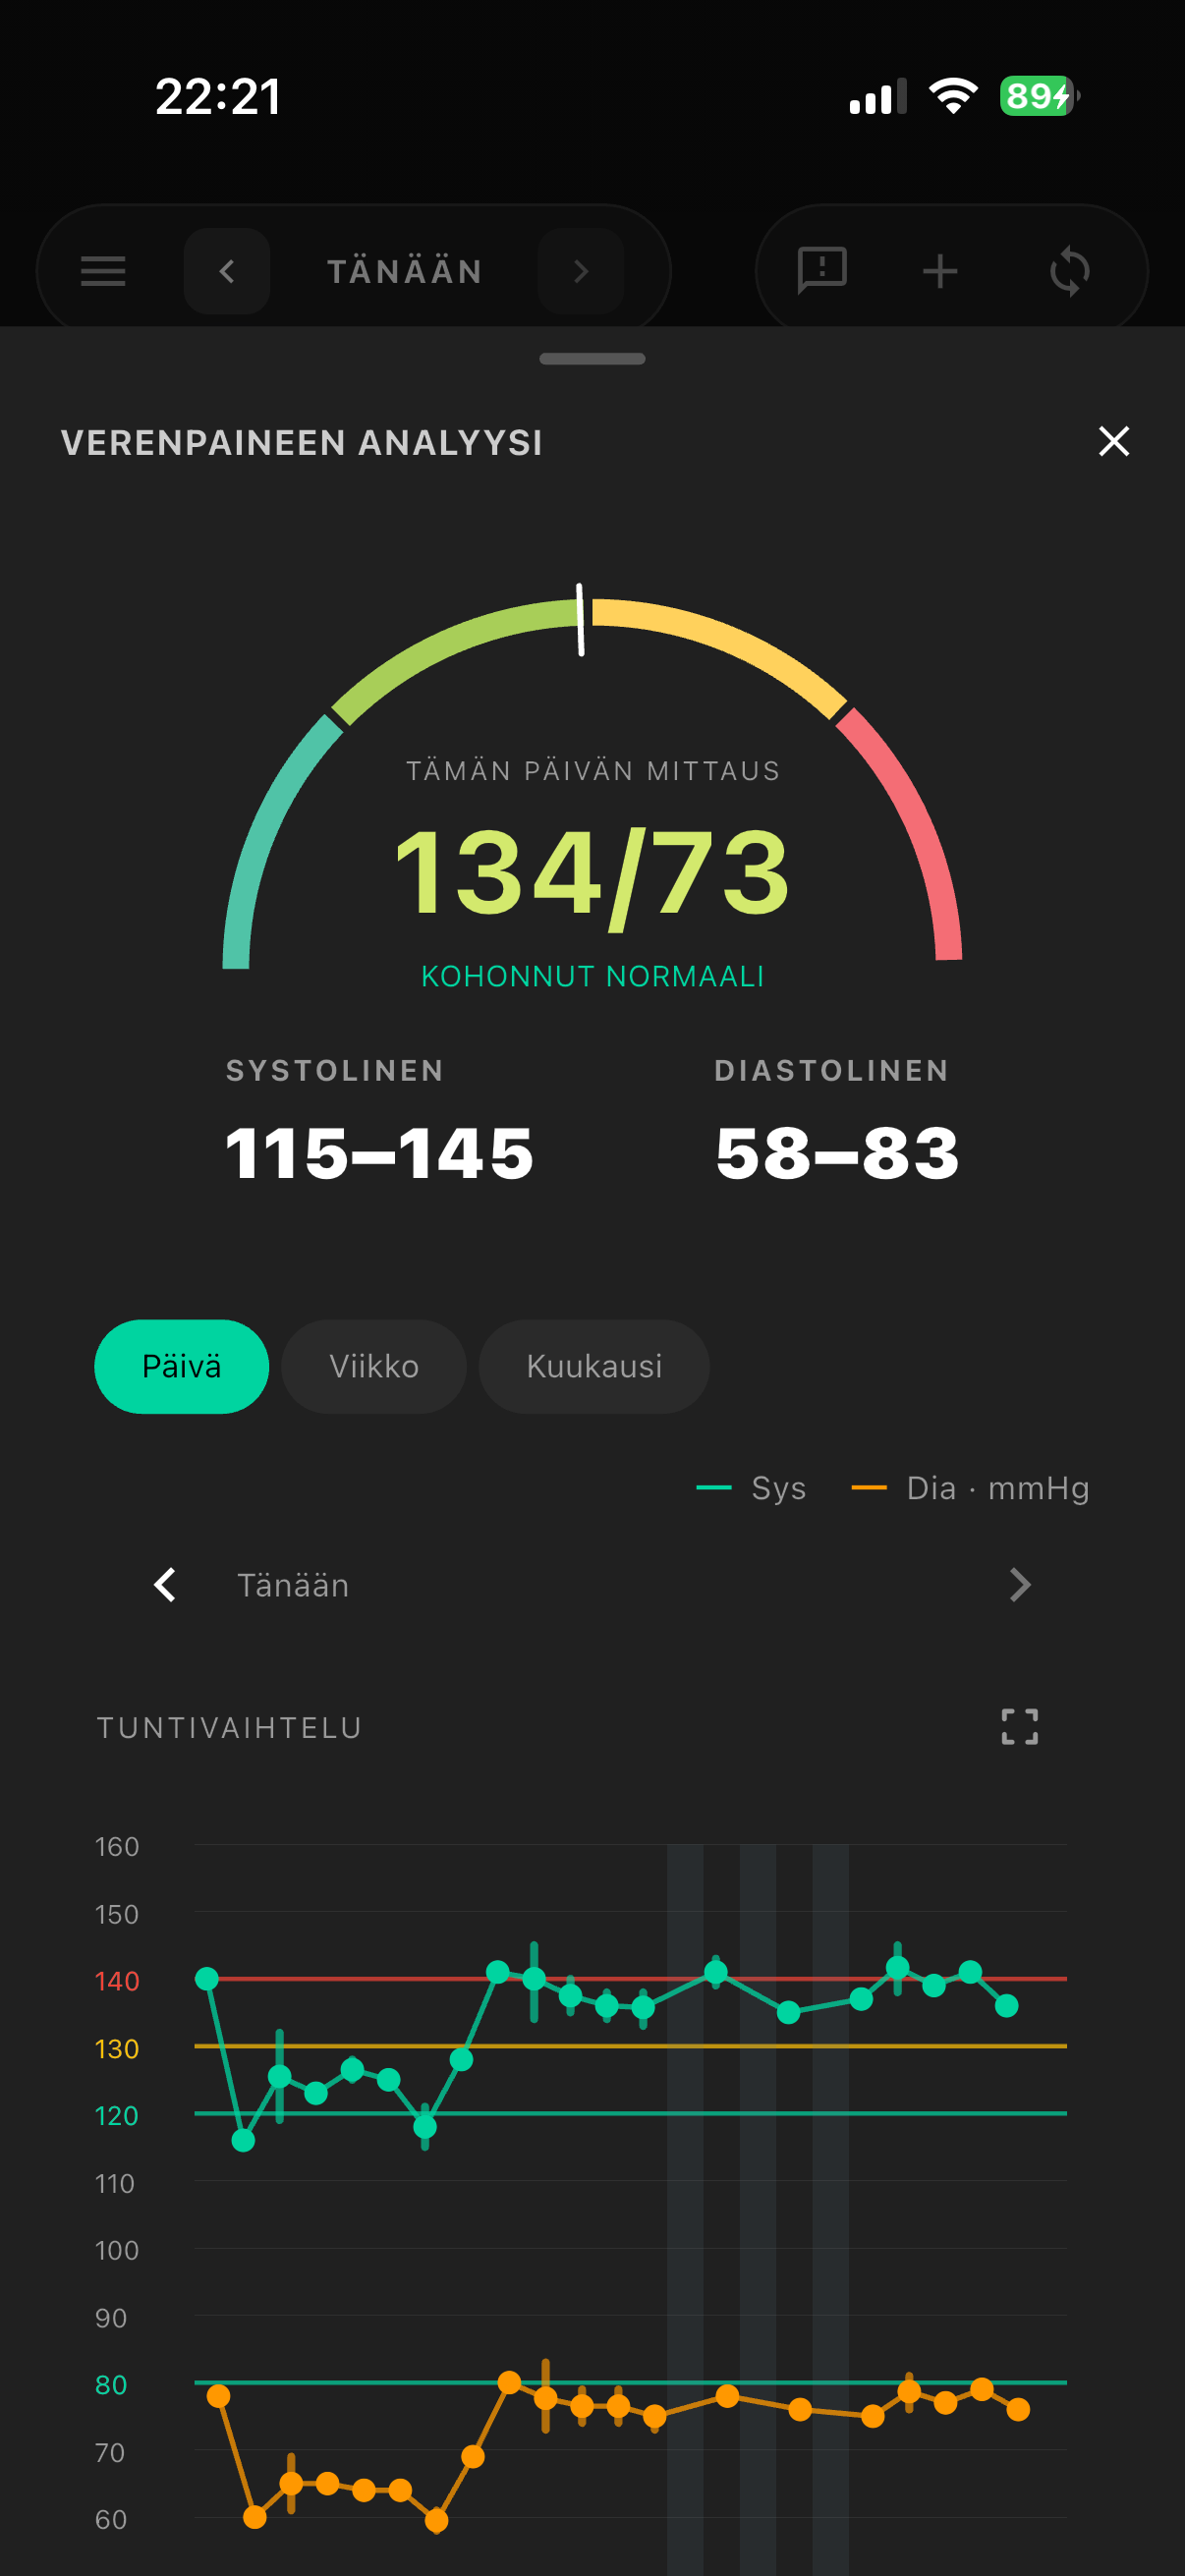 22:21
89
TÄNÄÄN
VERENPAINEEN ANALYYSI
TÄMÄN PÄIVÄN MITTAUS
134/73
KOHONNUT NORMAALI
SYSTOLINEN
115–145
DIASTOLINEN
58–83
Päivä
Viikko
Kuukausi
Sys
Dia · mmHg
Tänään
TUNTIVAIHTELU
160
150
140
130
120
110
100
90
80
70
60